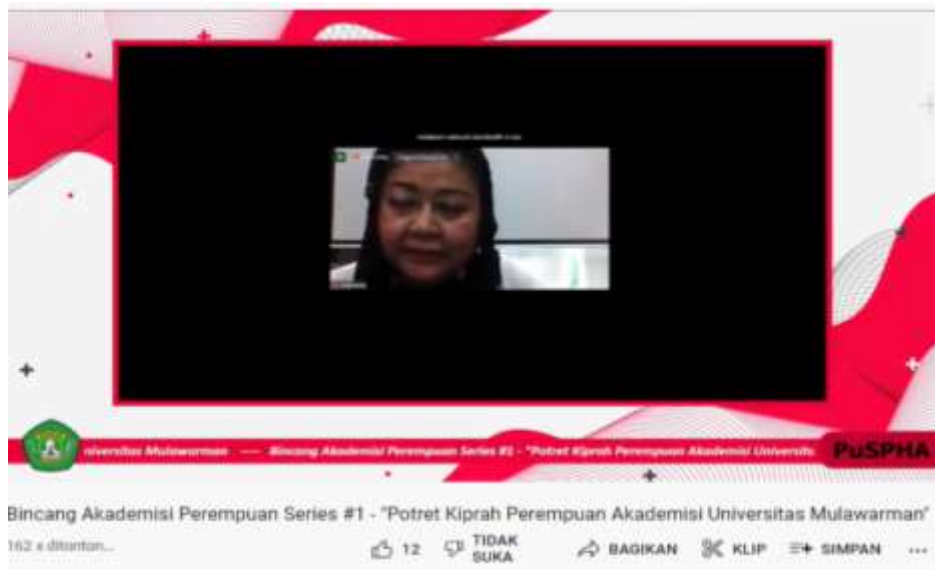 niversitas Mulawarman — Bincang Akademisi Perempuan Series #1 - "Potret Kiprah Perempuan Akademisi Universita
PuSPHA
Bincang Akademisi Perempuan Series #1 - "Potret Kiprah Perempuan Akademisi Universitas Mulawarman"
162 x ditonton...
12
TIDAK SUKA
BAGIKAN
KLIP
SIMPAN